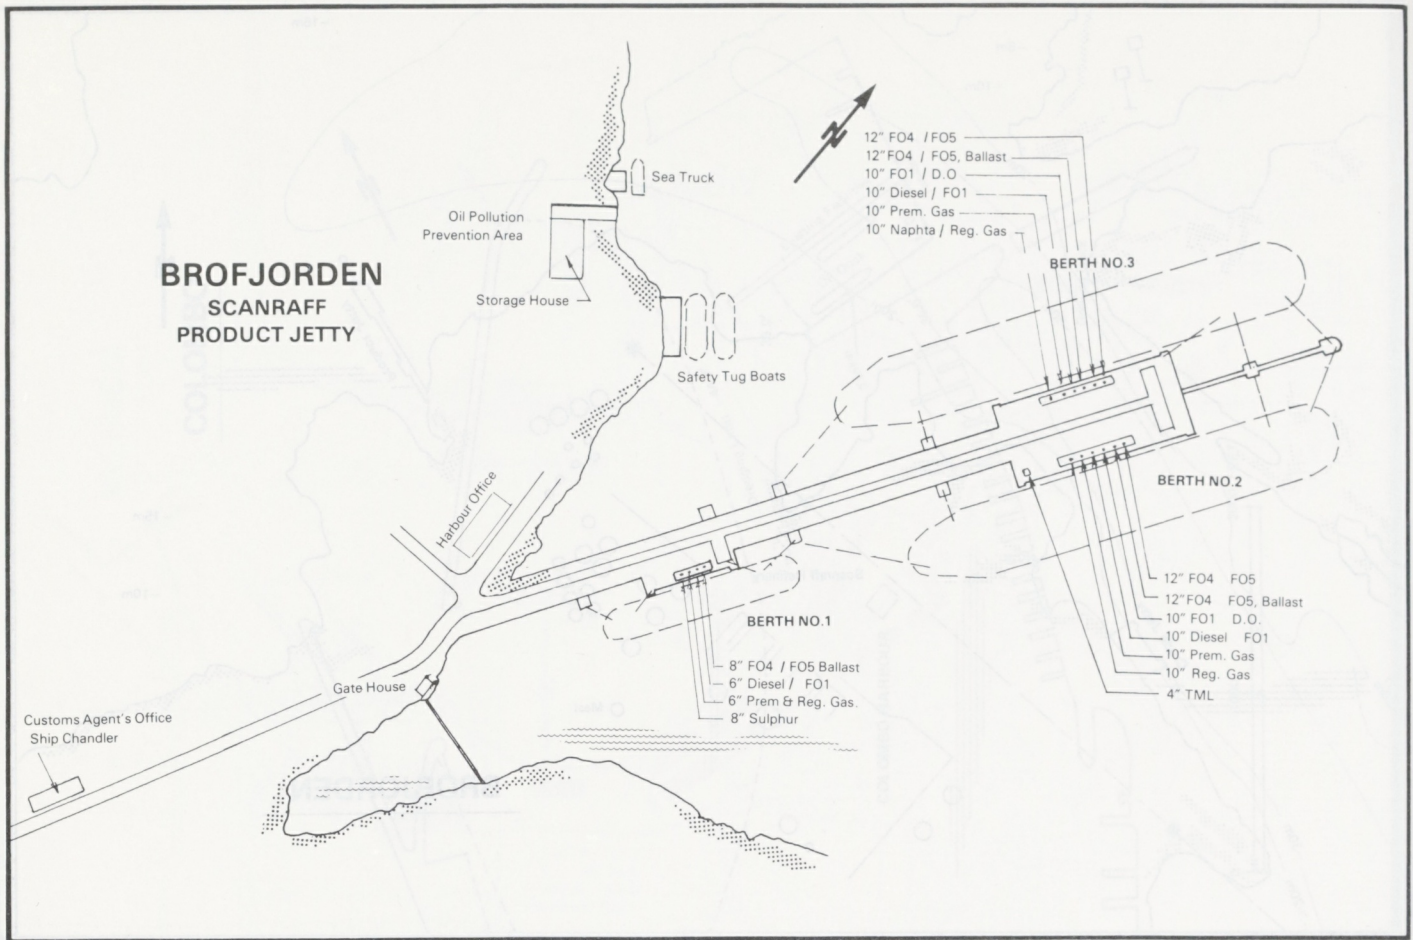 BROFJORDEN
SCANRAFF
PRODUCT JETTY
Sea Truck
Oil Pollution
Prevention Area
Storage House
Safety Tug Boats
N
12" FO4 / FO5
12" FO4 / FO5, Ballast
10" FO1 / D.O
10" Diesel / FO1
10" Prem. Gas
10" Naphta / Reg. Gas
BERTH NO.3
BERTH NO.2
Harbour Office
BERTH NO.1
12" FO4 FO5
12" FO4 FO5, Ballast
10" FO1 D.O.
10" Diesel FO1
10" Prem. Gas
10" Reg. Gas
4" TML
8" FO4 / FO5 Ballast
6" Diesel / FO1
6" Prem & Reg. Gas.
8" Sulphur
Gate House
Customs Agent's Office
Ship Chandler